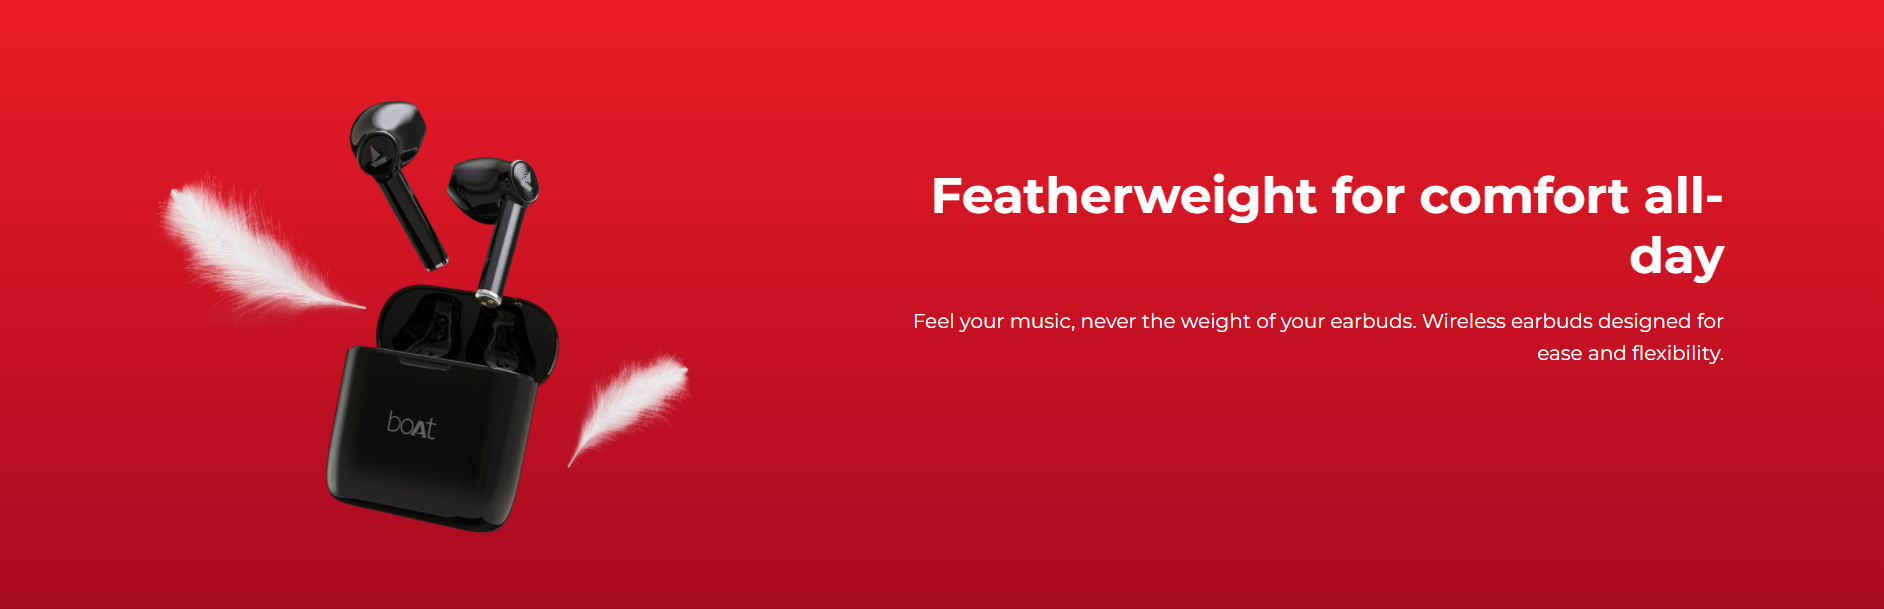 Featherweight for comfort all-
day
Feel your music, never the weight of your earbuds. Wireless earbuds designed for
ease and flexibility.
boAt